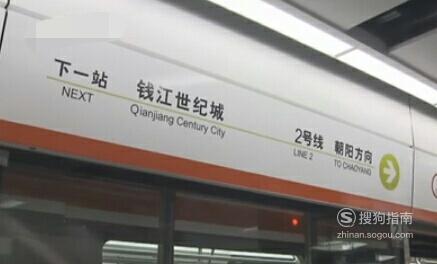 下一站 钱江世纪城 2号线 朝阳方向
NEXT Qianjiang Century City LINE 2 TO CHAOYANG
搜狗指南
zhinan.sogou.com